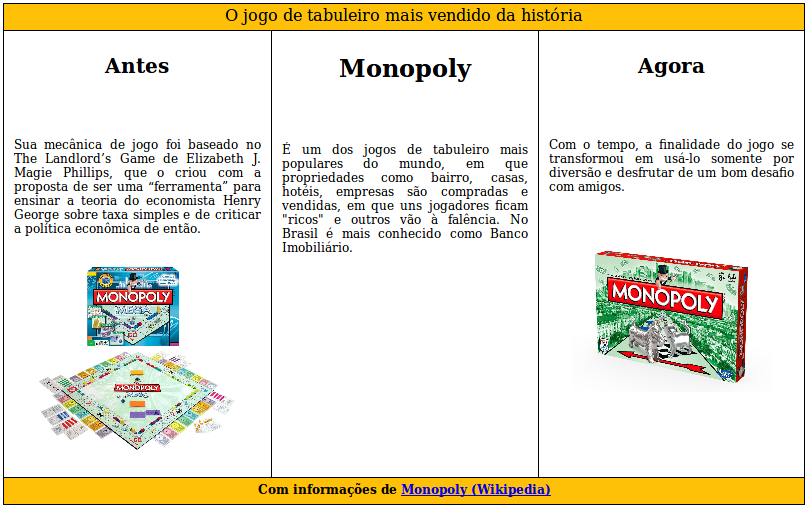 O jogo de tabuleiro mais vendido da história
Antes
Sua mecânica de jogo foi baseado no
The Landlord’s Game de Elizabeth J.
Magie Phillips, que o criou com a
proposta de ser uma “ferramenta” para
ensinar a teoria do economista Henry
George sobre taxa simples e de criticar
a política econômica de então.
MONOPOLY
MONOPOLY
Monopoly
É um dos jogos de tabuleiro mais
populares do mundo, em que
propriedades como bairro, casas,
hotéis, empresas são compradas e
vendidas, em que uns jogadores ficam
"ricos" e outros vão à falência. No
Brasil é mais conhecido como Banco
Imobiliário.
Agora
Com o tempo, a finalidade do jogo se
transformou em usá-lo somente por
diversão e desfrutar de um bom desafio
com amigos.
MONOPOLY
Com informações de Monopoly (Wikipedia)